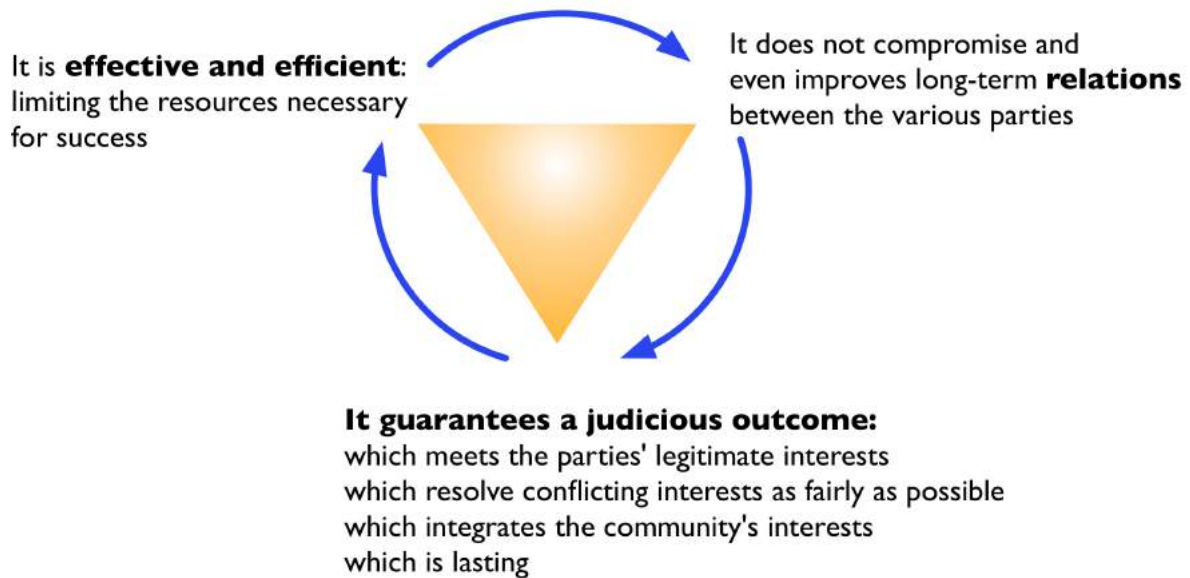 It is effective and efficient:
limiting the resources necessary
for success
It does not compromise and
even improves long-term relations
between the various parties
It guarantees a judicious outcome:
which meets the parties' legitimate interests
which resolve conflicting interests as fairly as possible
which integrates the community's interests
which is lasting